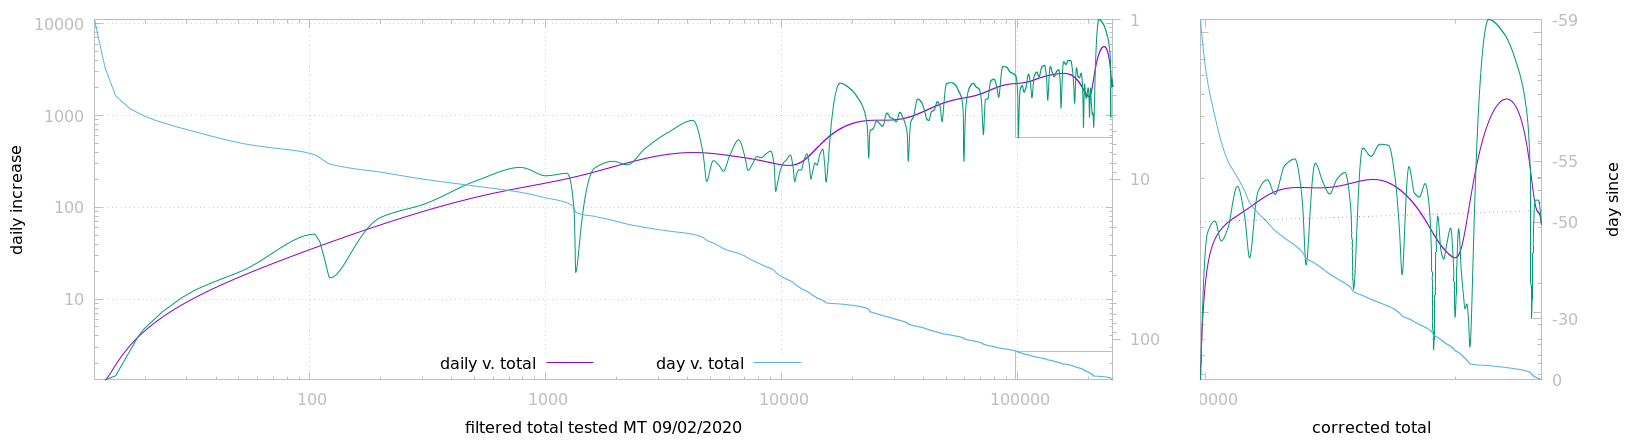 10000
1000
100
10
daily increase
1
10
100
daily v. total
day v. total
100
1000
10000
100000
filtered total tested MT 09/02/2020
-59
-55
-50
-30
0
day since
0000
corrected total